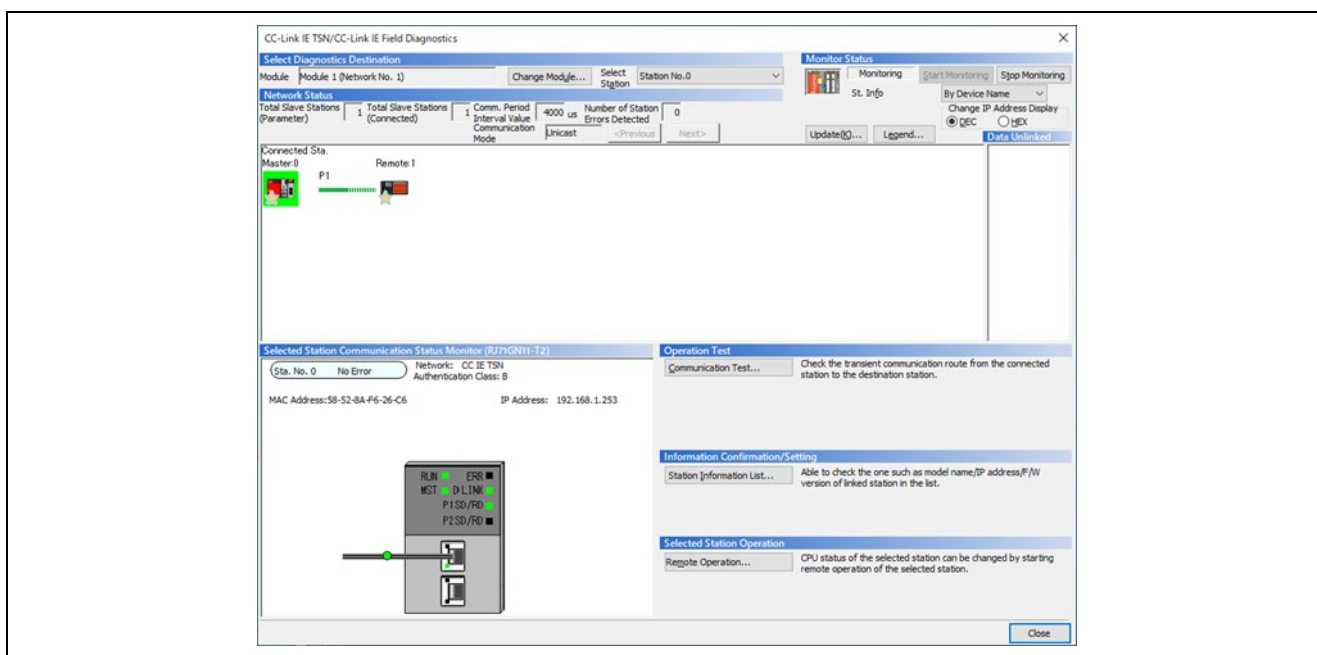 CC-Link IE TSN/CC-Link IE Field Diagnostics
Select Diagnostics Destination
Monitor Status
Module Module 1 (Network No. 1) Change Module... Select Station Station No.0
Monitoring Start Monitoring Stop Monitoring
St. Info By Device Name
Network Status
Total Slave Stations (Parameter) 1 Total Slave Stations (Connected) 1 Comm. Period Interval Value 4000 us Number of Station Errors Detected 0
Change IP Address Display
DEC HEX
Communication Mode Unicast <Previous Next>
Update(K)... Legend...
Data Unlinked
Connected Sta.
Master:0 Remote:1
P1
Selected Station Communication Status Monitor (RJ71GN11-T2)
Sta. No. 0 No Error
Network: CC IE TSN
Authentication Class: B
MAC Address:58-52-8A-F6-26-C6 IP Address: 192.168.1.253
RUN ERR
MST D LINK
P1SD/RD
P2SD/RD
Operation Test
Communication Test...
Check the transient communication route from the connected
station to the destination station.
Information Confirmation/Setting
Station Information List...
Able to check the one such as model name/IP address/F/W
version of linked station in the list.
Selected Station Operation
Remote Operation...
CPU status of the selected station can be changed by starting
remote operation of the selected station.
Close